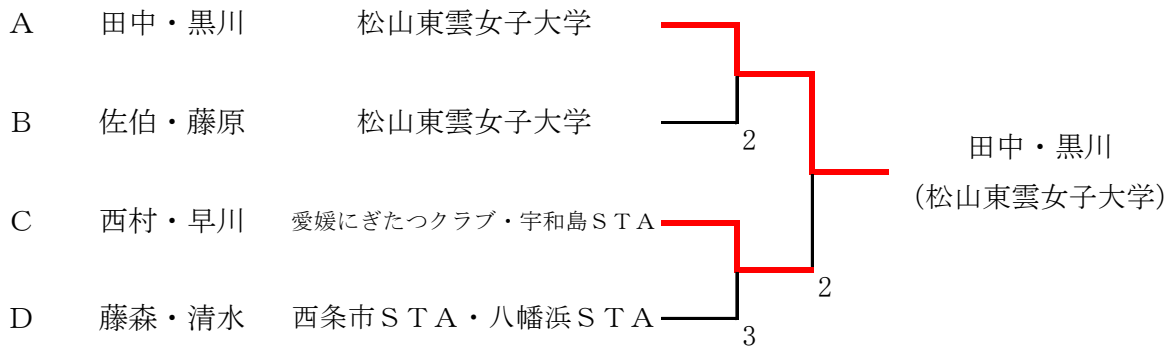 A 田中・黒川 松山東雲女子大学
B 佐伯・藤原 松山東雲女子大学
2
田中・黒川
(松山東雲女子大学)
C 西村・早川 愛媛にぎたつクラブ・宇和島ＳＴＡ
2
D 藤森・清水 西条市ＳＴＡ・八幡浜ＳＴＡ
3